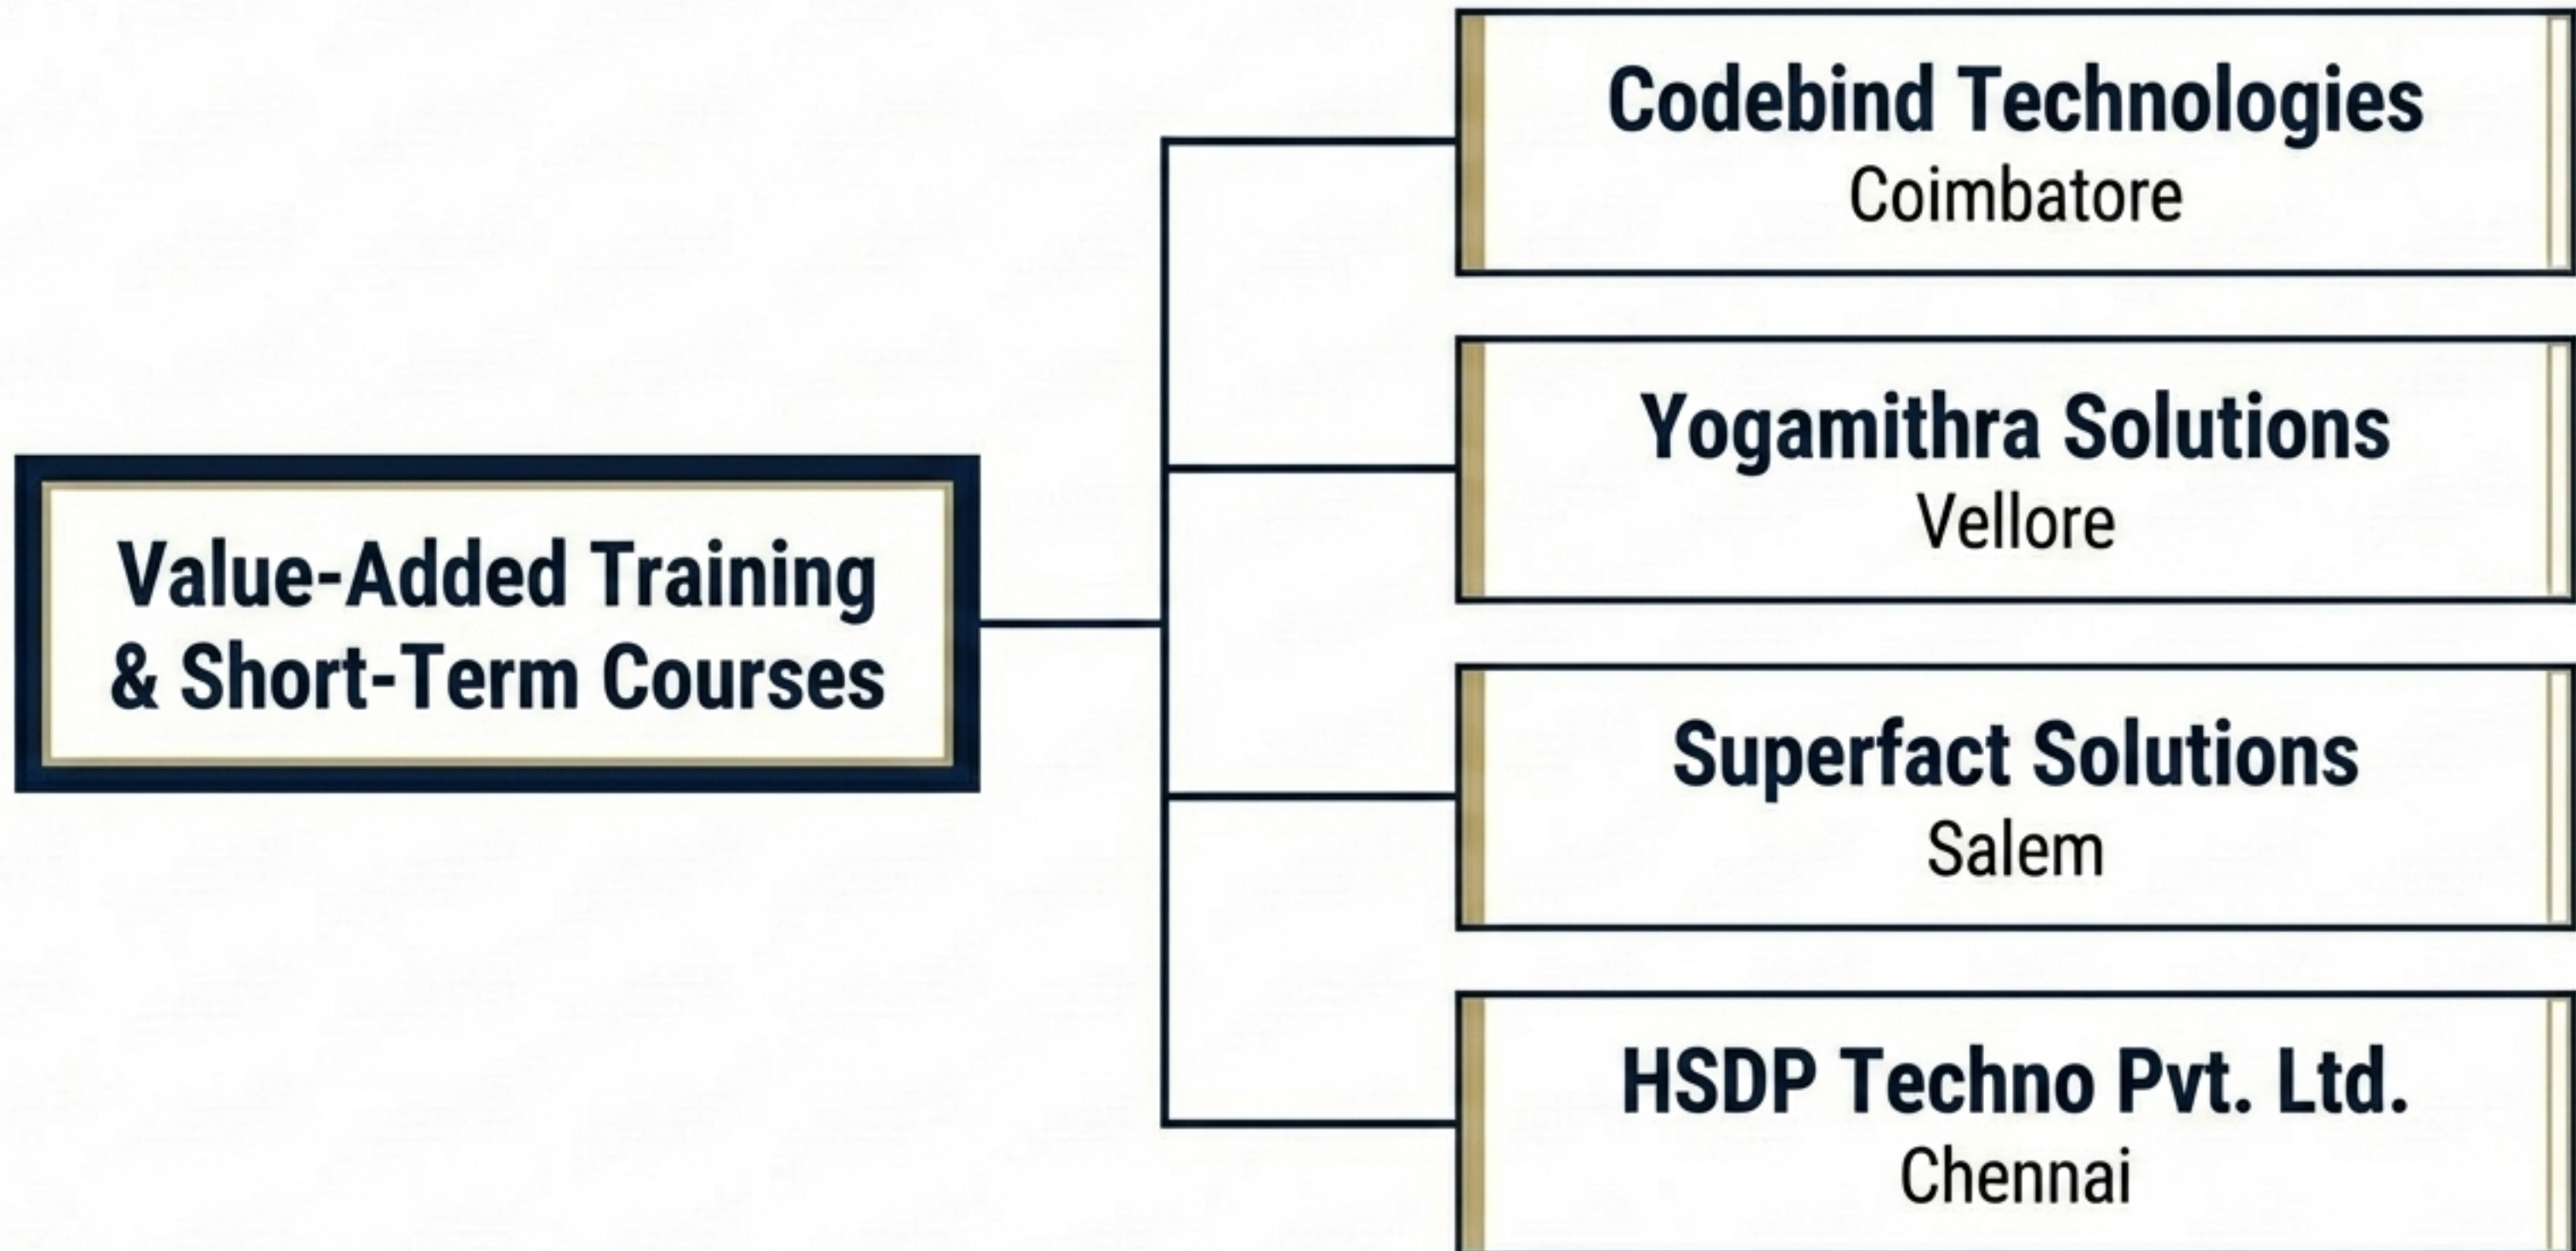 Value-Added Training
& Short-Term Courses
Codebind Technologies
Coimbatore
Yogamithra Solutions
Vellore
Superfact Solutions
Salem
HSDP Techno Pvt. Ltd.
Chennai